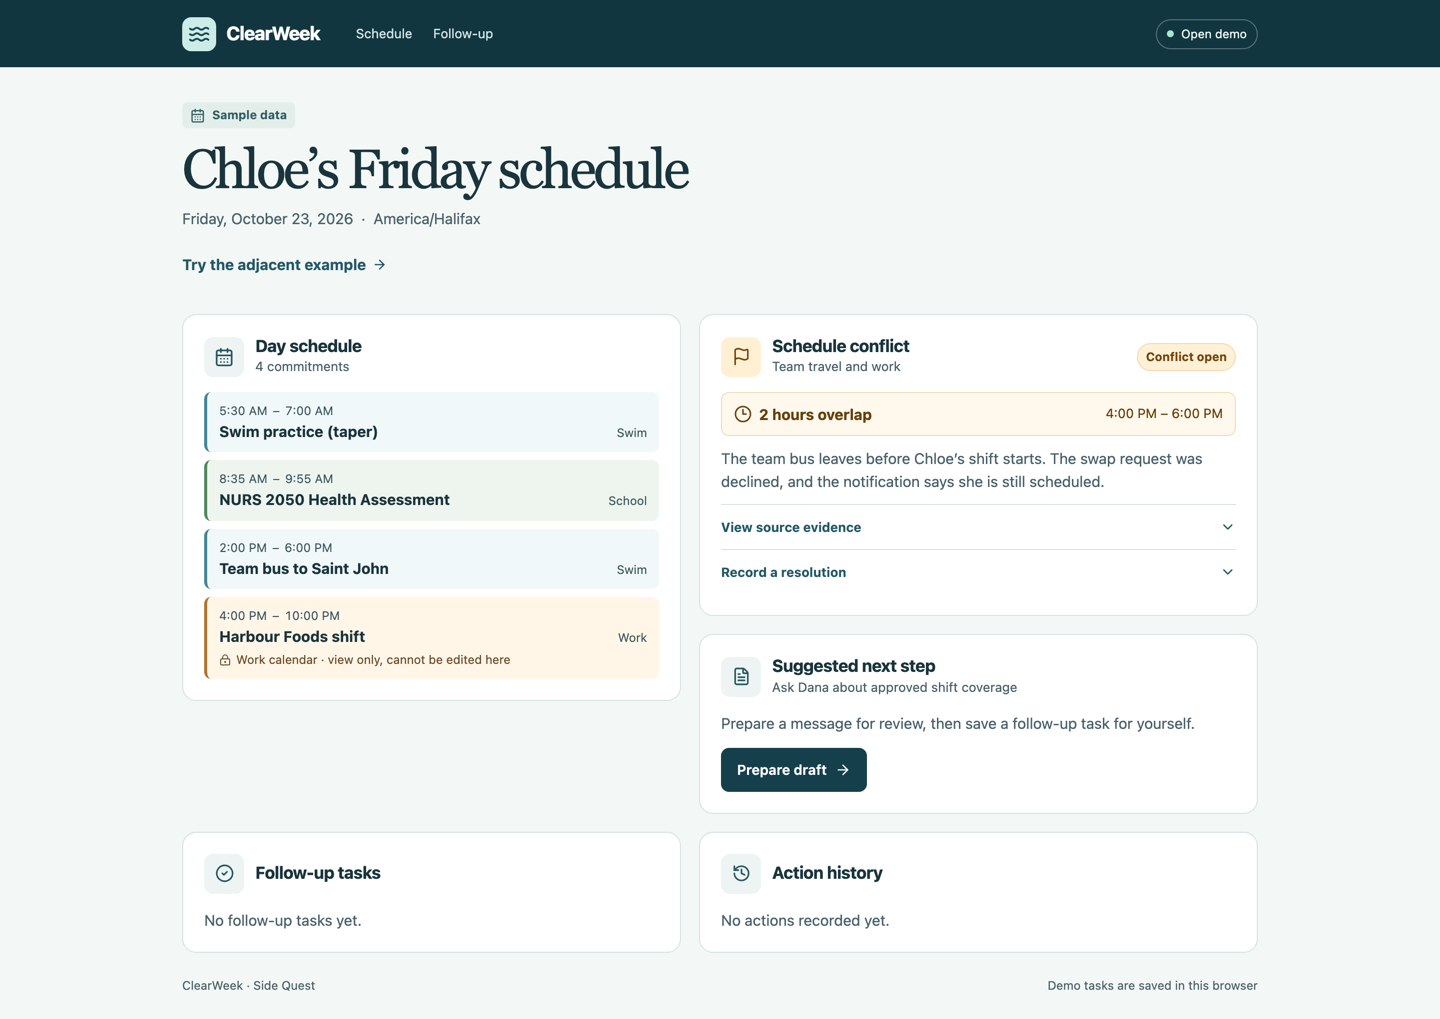 ClearWeek
Schedule
Follow-up
Open demo
Sample data
Chloe’s Friday schedule
Friday, October 23, 2026 · America/Halifax
Try the adjacent example →
Day schedule
4 commitments
5:30 AM – 7:00 AM
Swim practice (taper)
Swim
8:35 AM – 9:55 AM
NURS 2050 Health Assessment
School
2:00 PM – 6:00 PM
Team bus to Saint John
Swim
4:00 PM – 10:00 PM
Harbour Foods shift
Work
Work calendar · view only, cannot be edited here
Schedule conflict
Team travel and work
Conflict open
2 hours overlap
4:00 PM – 6:00 PM
The team bus leaves before Chloe’s shift starts. The swap request was
declined, and the notification says she is still scheduled.
View source evidence
Record a resolution
Suggested next step
Ask Dana about approved shift coverage
Prepare a message for review, then save a follow-up task for yourself.
Prepare draft →
Follow-up tasks
No follow-up tasks yet.
Action history
No actions recorded yet.
ClearWeek · Side Quest
Demo tasks are saved in this browser